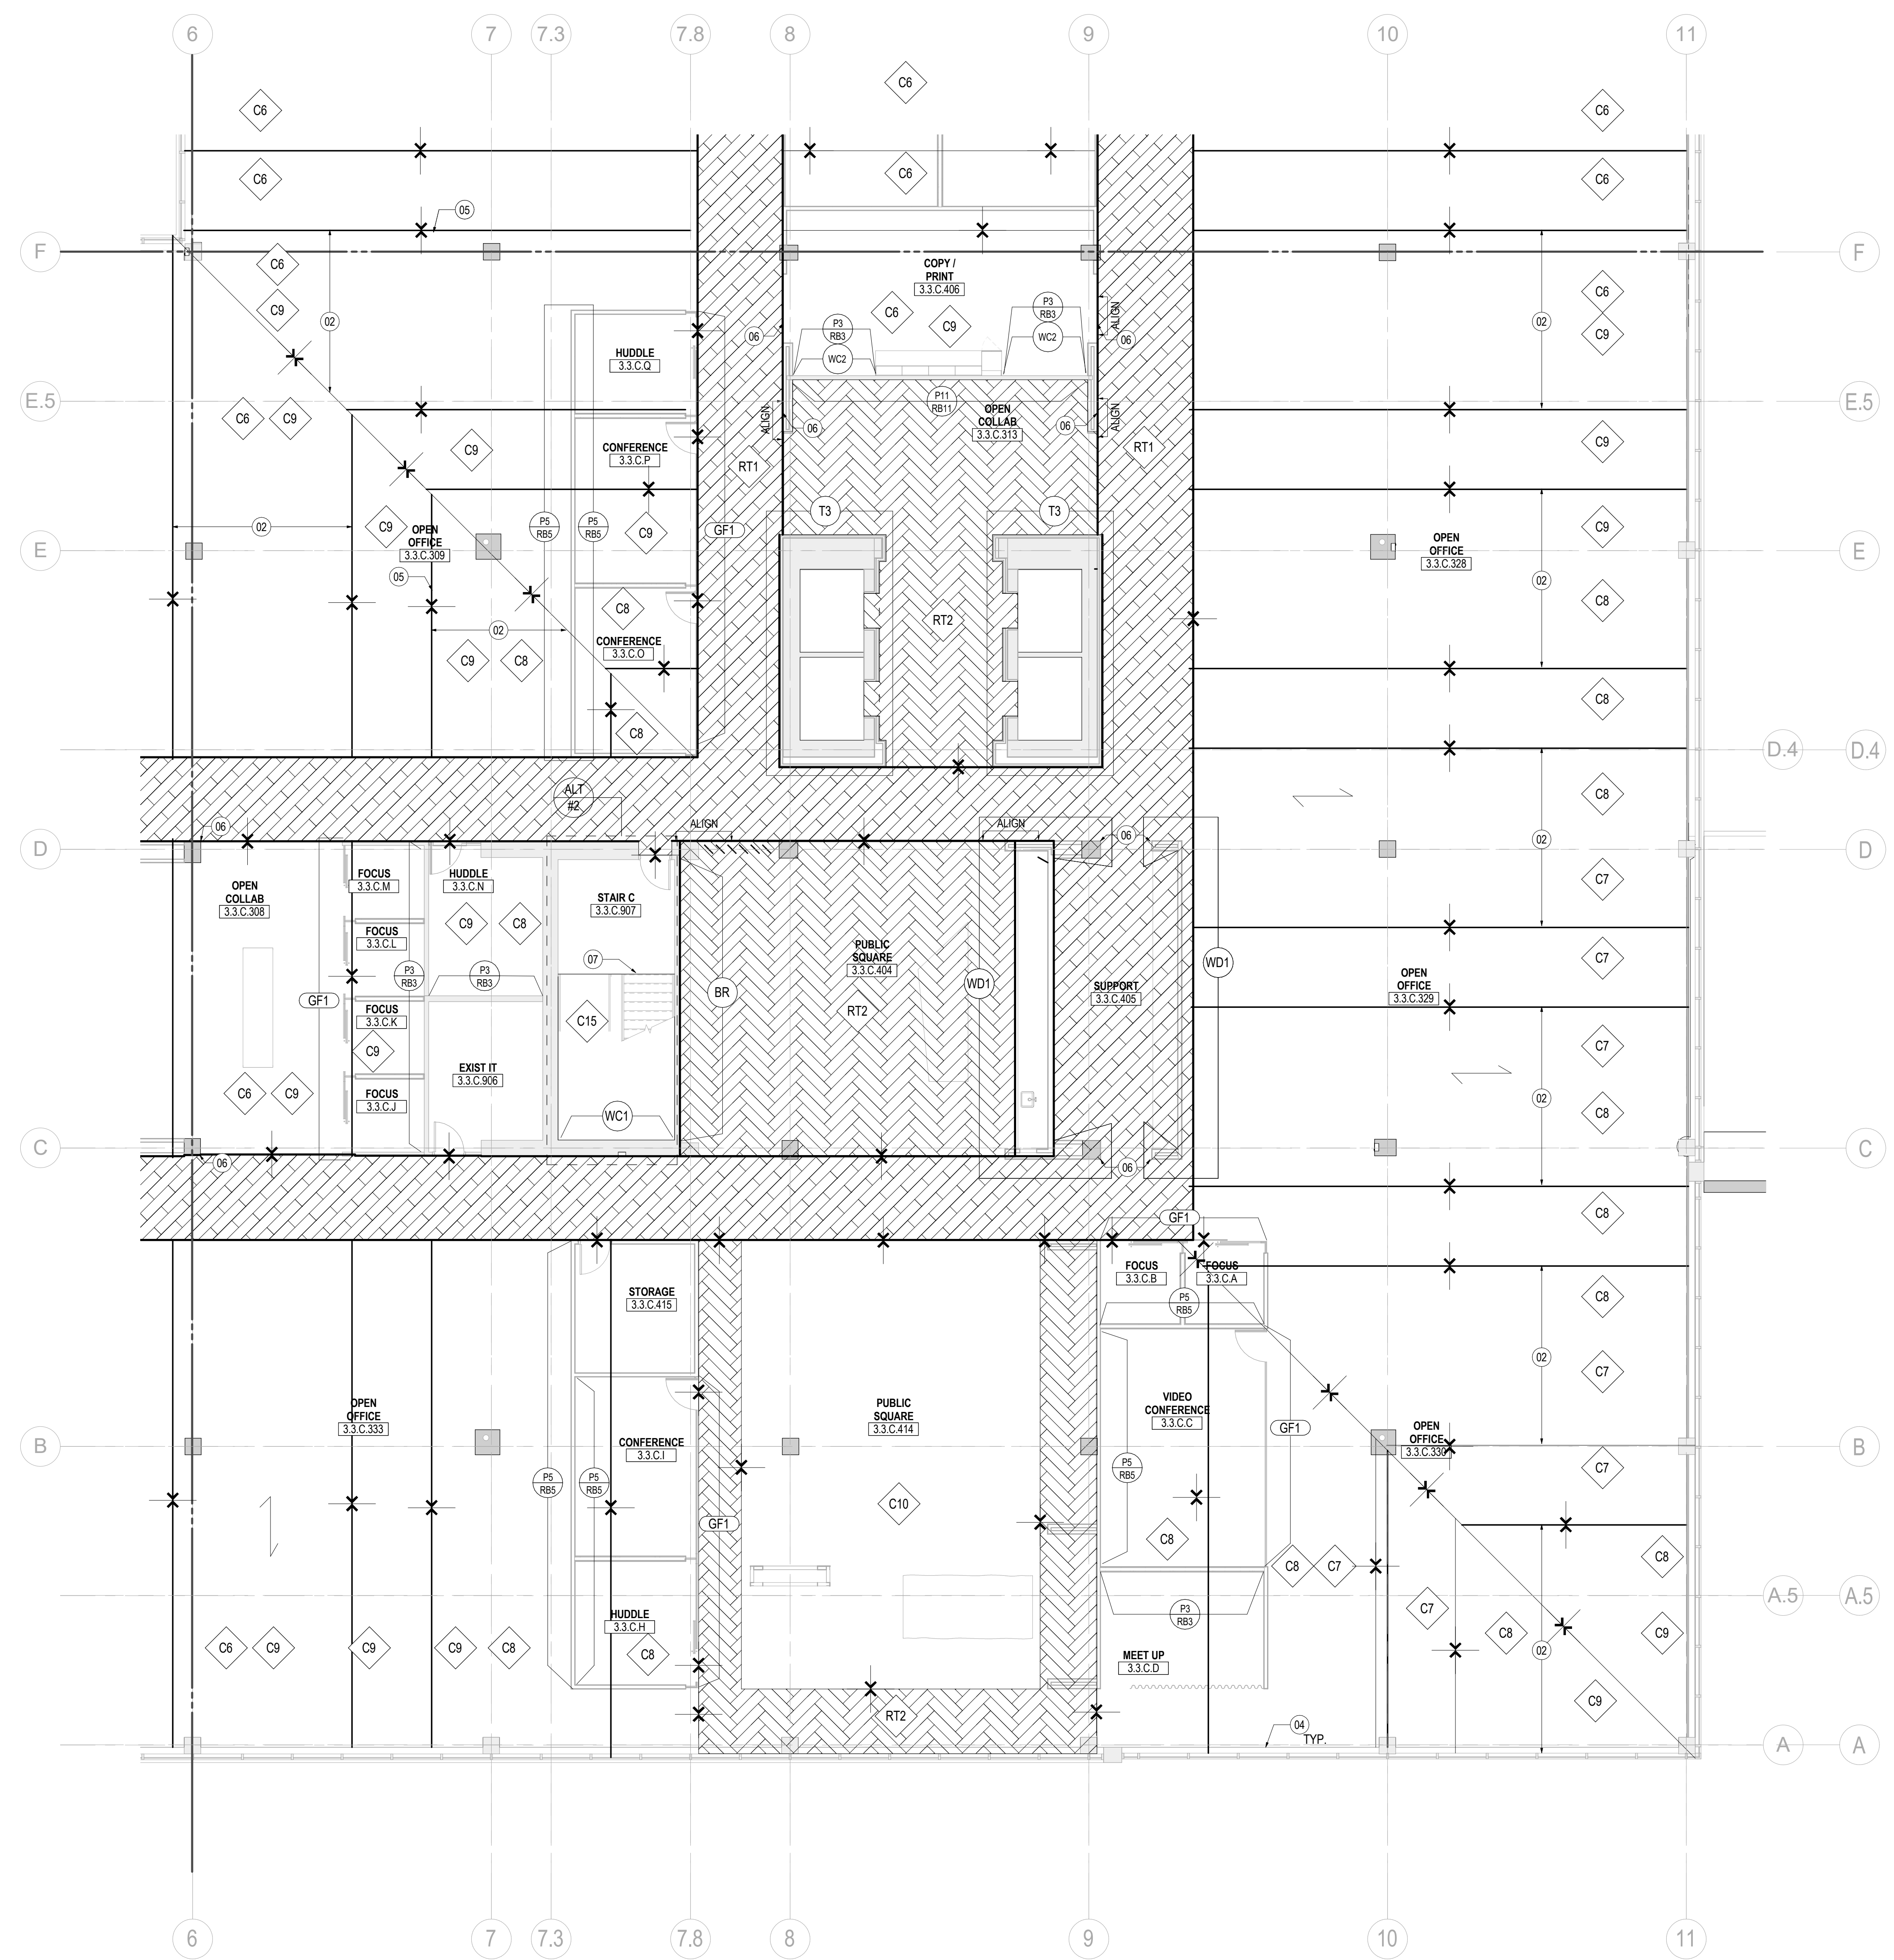 6
7
7.3
7.8
8
9
10
11
C6
C6
C6
C6
C6
C6
C6
05
F
F
C6
C9
02
COPY /
PRINT
3.3.C.406
C6
C9
P3
RB3
WC2
P3
RB3
WC2
06
ALIGN
06
02
C6
C9
HUDDLE
3.3.C.Q
E.5
E.5
C6
C9
C9
P11
RB11
OPEN
COLLAB
3.3.C.313
ALIGN
06
06
ALIGN
CONFERENCE
3.3.C.P
RT1
RT1
C9
T3
T3
02
C9
OPEN
OFFICE
3.3.C.309
P5
RB5
P5
RB5
C9
GF1
C9
E
E
OPEN
OFFICE
3.3.C.328
05
02
C8
C8
RT2
02
C9
C8
CONFERENCE
3.3.C.O
C8
C8
D.4
D.4
ALT
#2
C8
06
ALIGN
ALIGN
06
02
D
D
OPEN
COLLAB
3.3.C.308
FOCUS
3.3.C.M
HUDDLE
3.3.C.N
STAIR C
3.3.C.907
C7
C9
C8
FOCUS
3.3.C.L
PUBLIC
SQUARE
3.3.C.404
07
P3
RB3
P3
RB3
WD1
C7
GF1
BR
WD1
SUPPORT
3.3.C.405
OPEN
OFFICE
3.3.C.329
FOCUS
3.3.C.K
C15
RT2
C9
C7
EXIST IT
3.3.C.906
C6
C9
FOCUS
3.3.C.J
WC1
02
C8
C
C
06
06
GF1
C8
STORAGE
3.3.C.415
FOCUS
3.3.C.B
FOCUS
3.3.C.A
P5
RB5
C8
02
C7
OPEN
OFFICE
3.3.C.333
PUBLIC
SQUARE
3.3.C.414
VIDEO
CONFERENCE
3.3.C.C
GF1
OPEN
OFFICE
3.3.C.330
B
B
CONFERENCE
3.3.C.I
P5
RB5
P5
RB5
P5
RB5
C7
C10
GF1
C8
C8
C7
C8
A.5
A.5
HUDDLE
3.3.C.H
P3
RB3
C7
C8
C9
02
C6
C9
C9
C9
C8
C8
MEET UP
3.3.C.D
C9
RT2
04
TYP.
A
A
6
7
7.3
7.8
8
9
10
11